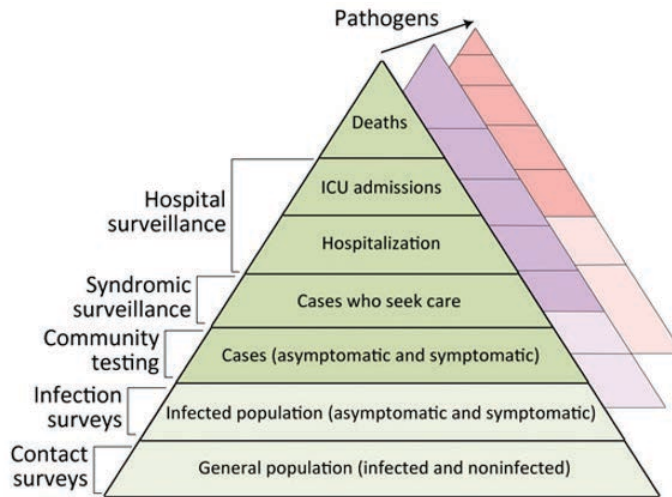 Pathogens
Deaths
ICU admissions
Hospital
surveillance
Hospitalization
Syndromic
surveillance
Cases who seek care
Community
testing
Cases (asymptomatic and symptomatic)
Infection
surveys
Infected population (asymptomatic and symptomatic)
Contact
surveys
General population (infected and noninfected)